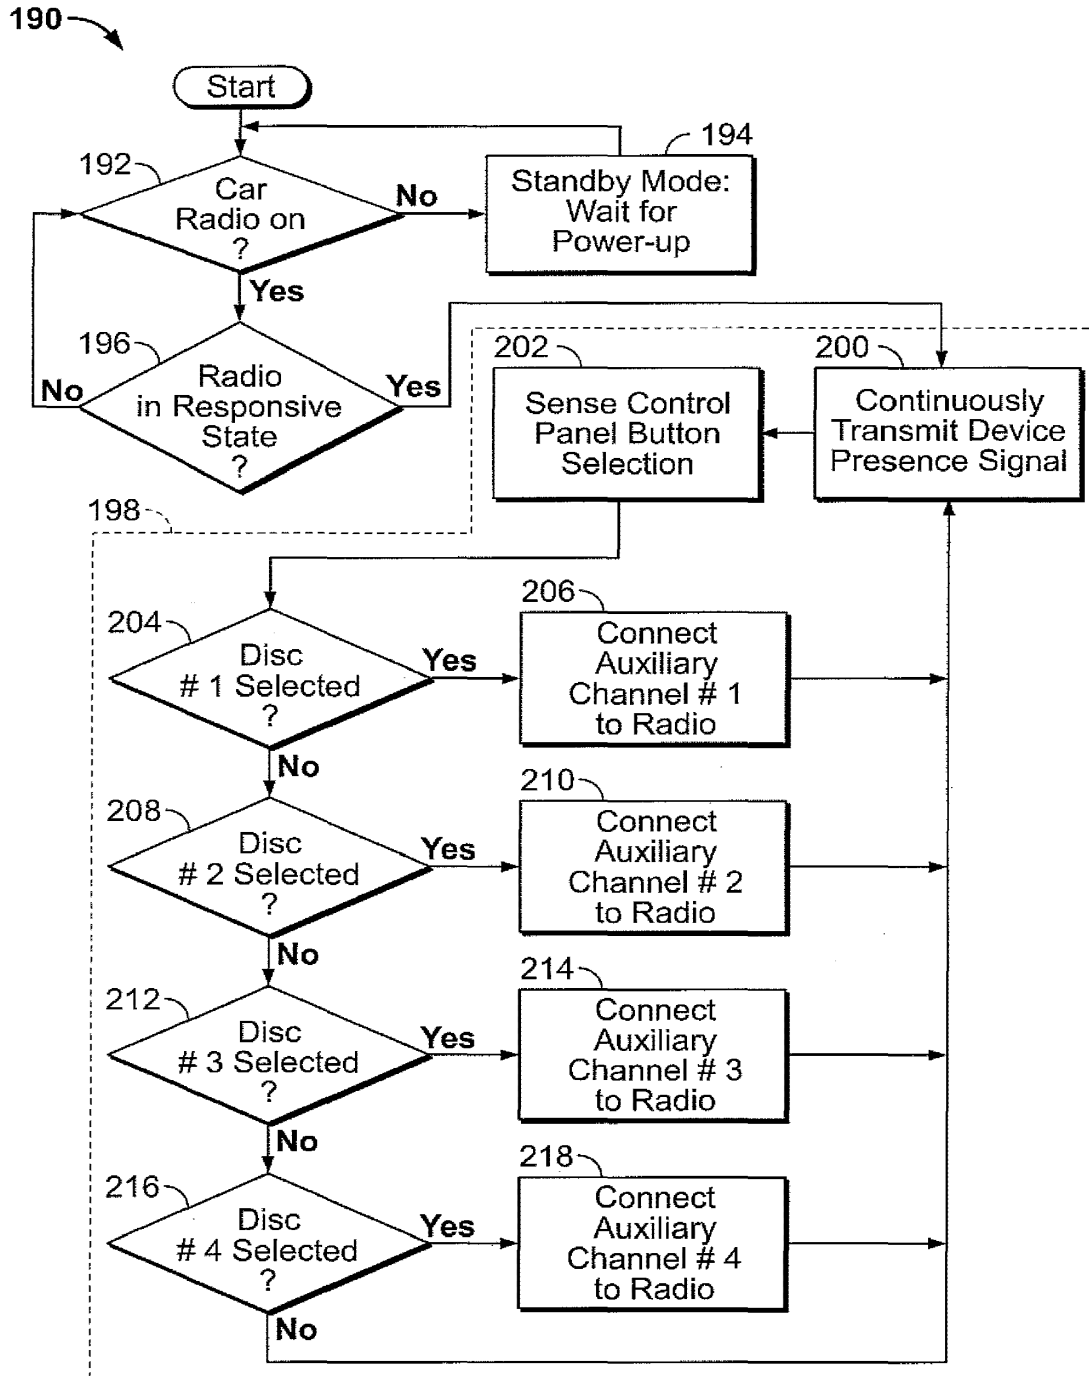 190
Start
194
192
Car
Radio on
?
No
Standby Mode:
Wait for
Power-up
Yes
196
Radio
in Responsive
State
?
No
Yes
202
200
Sense Control
Panel Button
Selection
Continuously
Transmit Device
Presence Signal
198
204
Disc
# 1 Selected
?
Yes
No
206
Connect
Auxiliary
Channel # 1
to Radio
208
Disc
# 2 Selected
?
Yes
No
210
Connect
Auxiliary
Channel # 2
to Radio
212
Disc
# 3 Selected
?
Yes
No
214
Connect
Auxiliary
Channel # 3
to Radio
216
Disc
# 4 Selected
?
Yes
No
218
Connect
Auxiliary
Channel # 4
to Radio